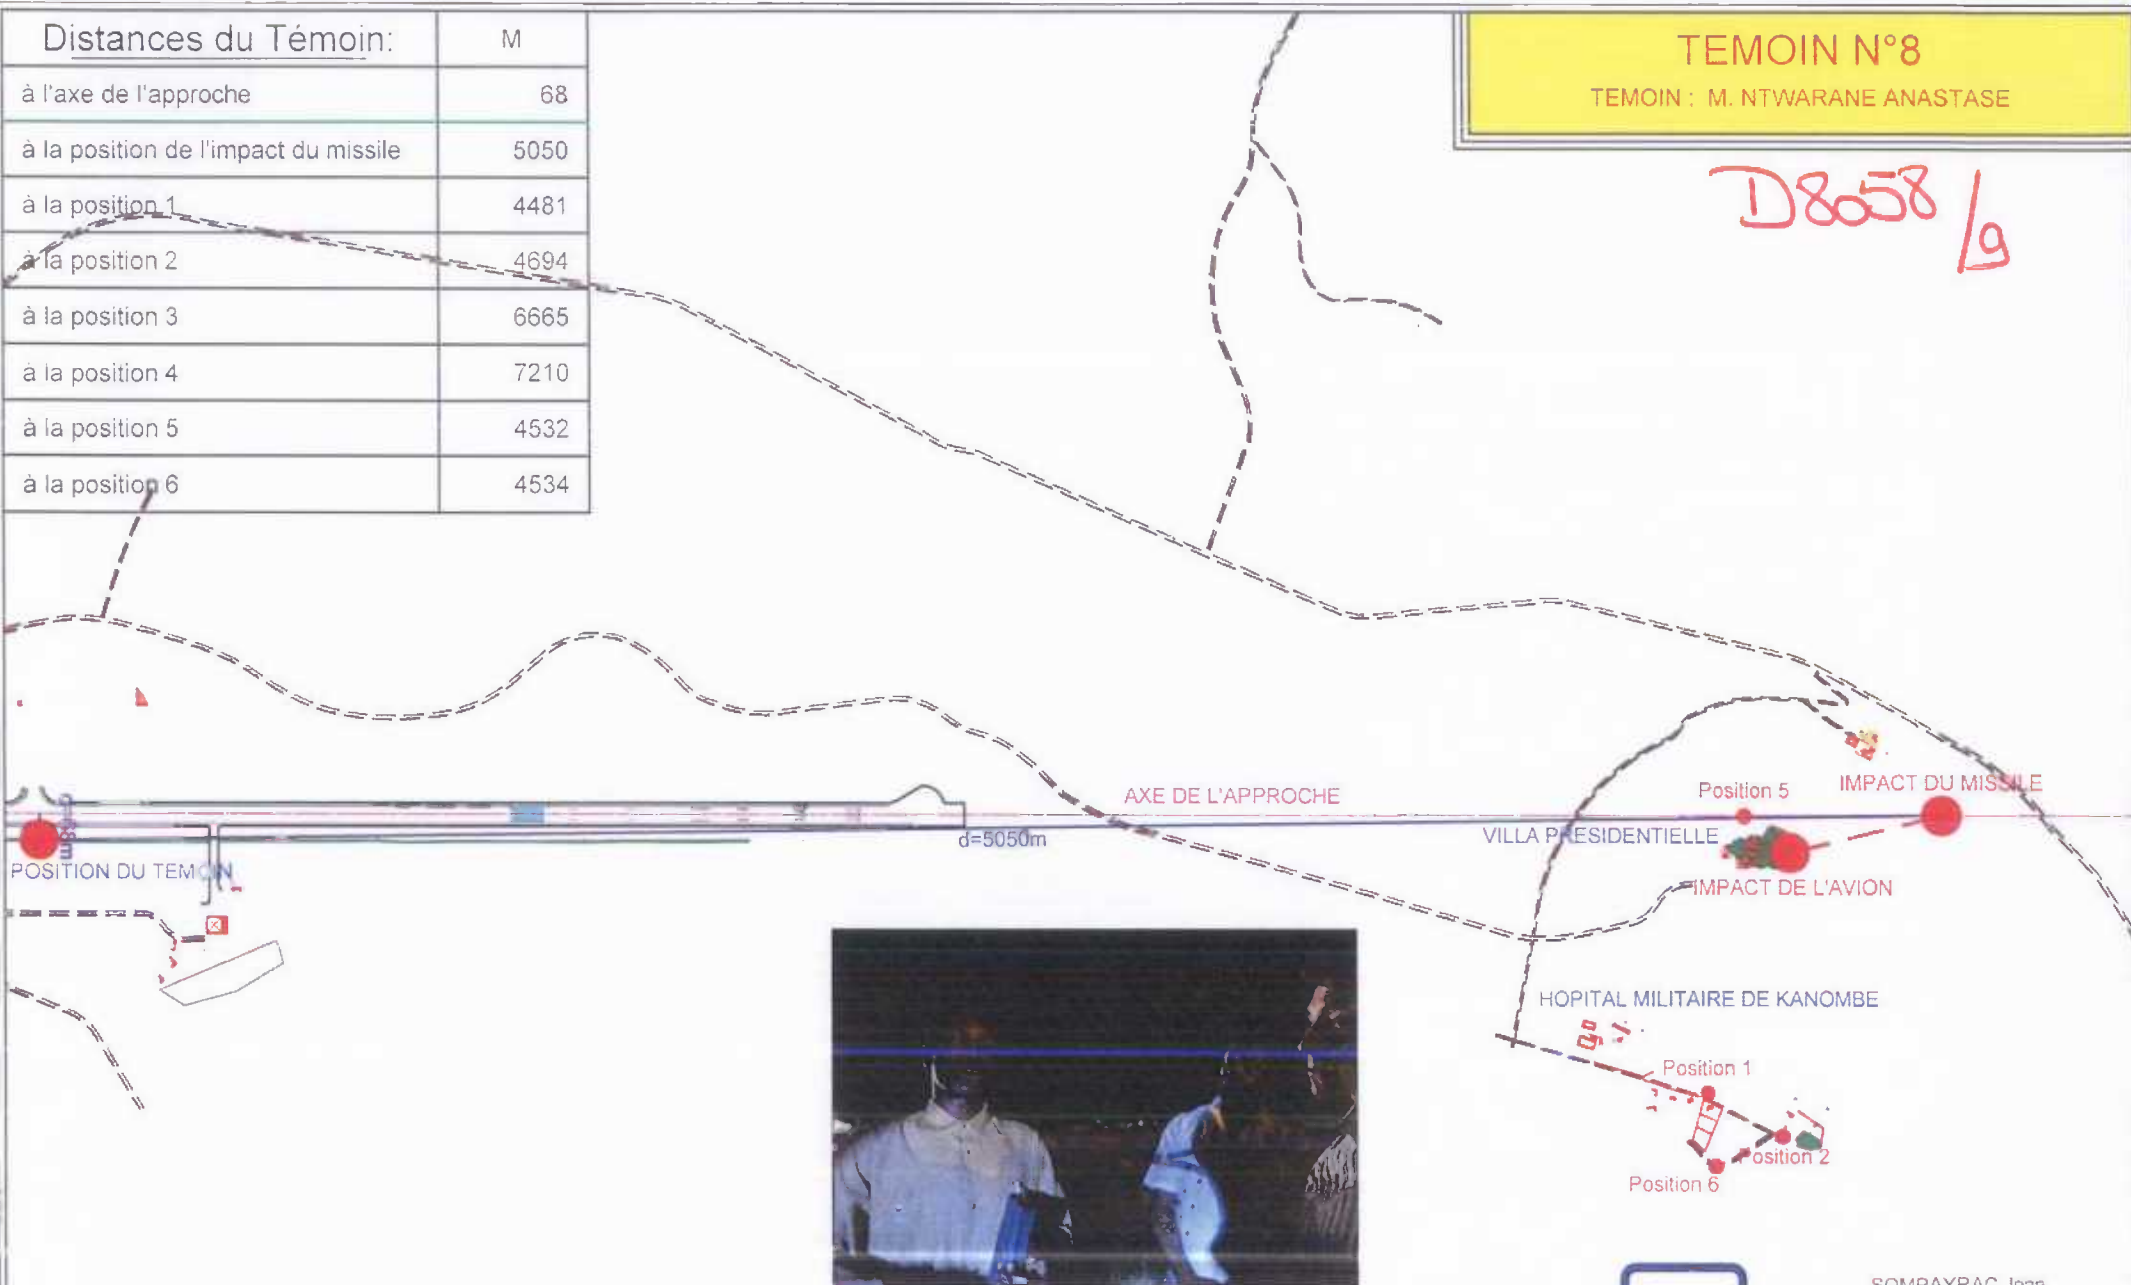 Distances du Témoin: M
à l'axe de l'approche 68
à la position de l'impact du missile 5050
à la position 1 4481
à la position 2 4694
à la position 3 6665
à la position 4 7210
à la position 5 4532
à la position 6 4534
TEMOIN N°8
TEMOIN : M. NTWARANE ANASTASE
D8058/9
AXE DE L'APPROCHE
Position 5
IMPACT DU MISSILE
d=68m
d=5050m
VILLA PRESIDENTIELLE
POSITION DU TEMOIN
IMPACT DE L'AVION
HOPITAL MILITAIRE DE KANOMBE
Position 1
Position 2
Position 6
SOMPAYRAC Jean